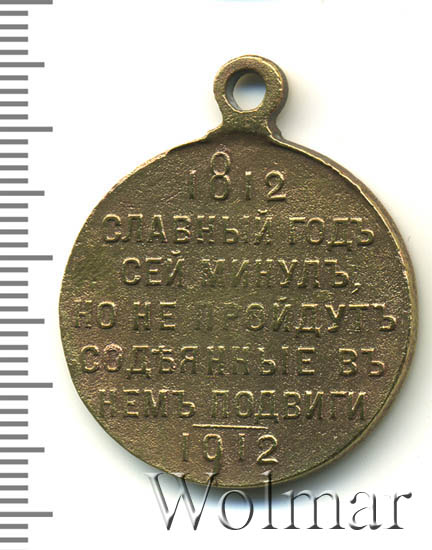 1812
СЛАВНЫЙ ГОДЪ
СЕЙ МИНУЛЪ,
НО НЕ ПРОЙДУТЪ
СОДѢЯННЫЕ ВЪ
НЕМЪ ПОДВИГИ
1912
Wolmar